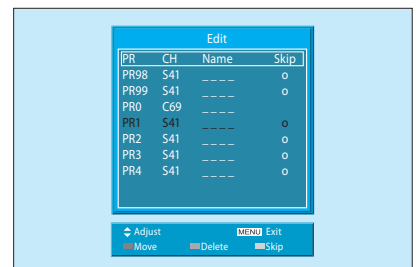 Edit
PR CH Name Skip
PR98 S41 _ _ _ _ o
PR99 S41 _ _ _ _ o
PR0 C69 _ _ _ _
PR1 S41 _ _ _ _ o
PR2 S41 _ _ _ _ o
PR3 S41 _ _ _ _ o
PR4 S41 _ _ _ _ o
Adjust MENU Exit
Move Delete Skip